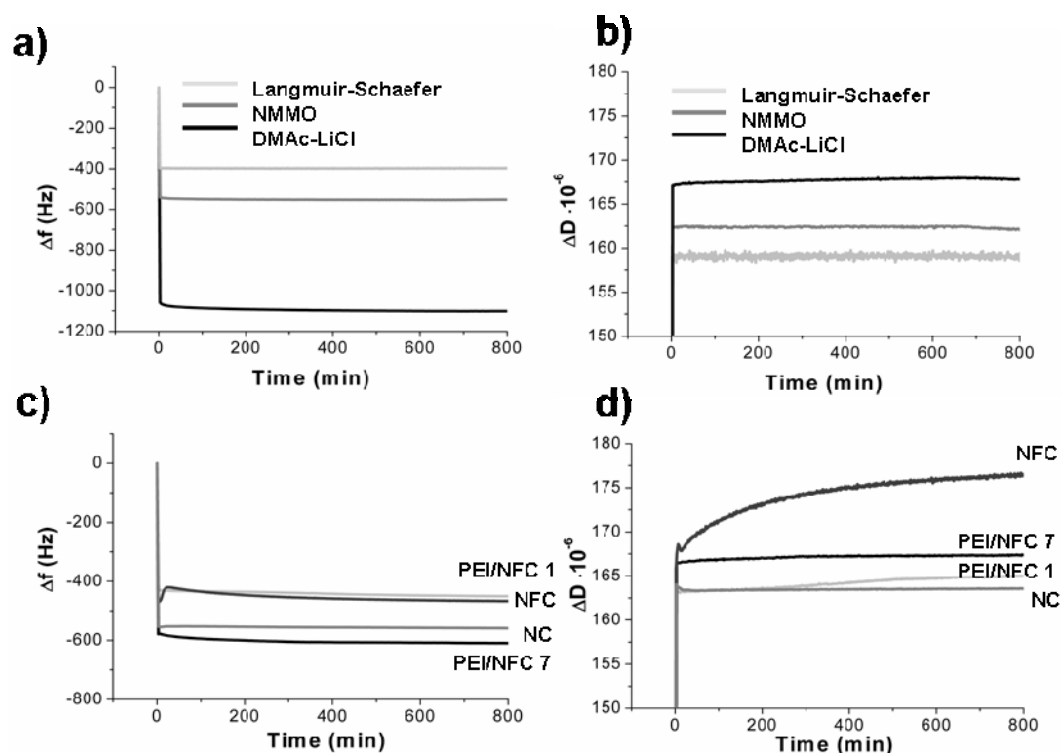 a)
0
-200
-400
-600
-800
-1000
-1200
Δf (Hz)
Langmuir-Schaefer
NMMO
DMAc-LiCl
0 200 400 600 800
Time (min)
b)
180
175
170
165
160
155
150
ΔD ·10⁻⁶
Langmuir-Schaefer
NMMO
DMAc-LiCl
0 200 400 600 800
Time (min)
c)
0
-200
-400
-600
-800
Δf (Hz)
PEI/NFC 1
NFC
NC
PEI/NFC 7
0 200 400 600 800
Time (min)
d)
180
175
170
165
160
155
150
ΔD ·10⁻⁶
NFC
PEI/NFC 7
PEI/NFC 1
NC
0 200 400 600 800
Time (min)